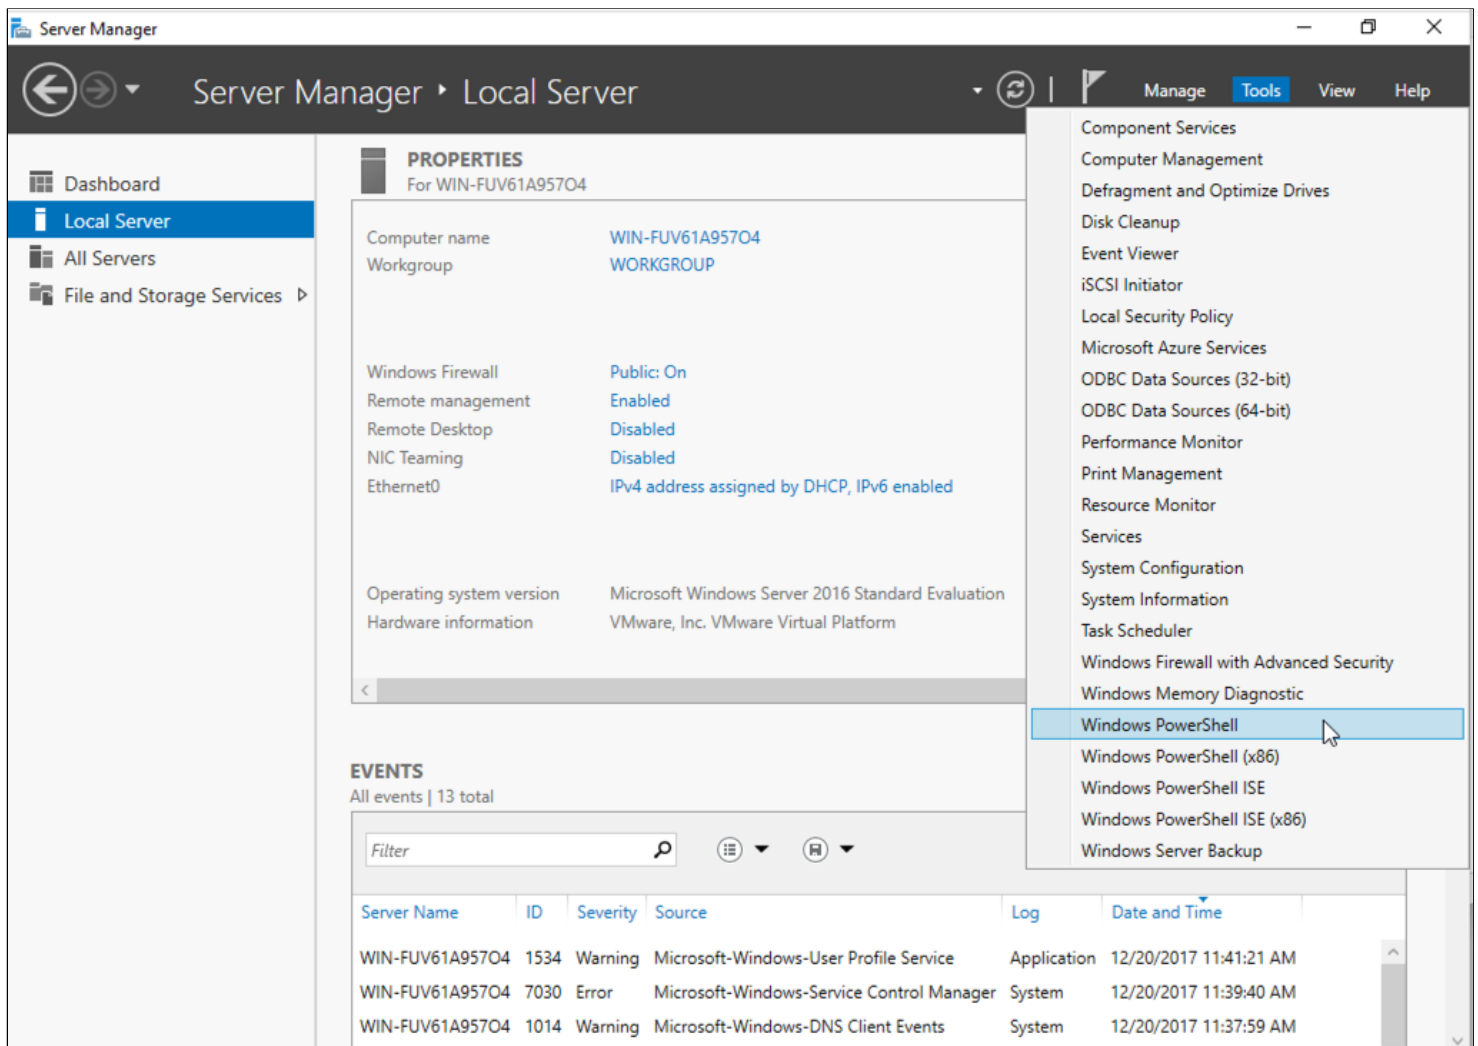 Server Manager
Server Manager ‣ Local Server
Manage Tools View Help
Dashboard
Local Server
All Servers
File and Storage Services
PROPERTIES
For WIN-FUV61A957O4
Computer name WIN-FUV61A957O4
Workgroup WORKGROUP
Windows Firewall Public: On
Remote management Enabled
Remote Desktop Disabled
NIC Teaming Disabled
Ethernet0 IPv4 address assigned by DHCP, IPv6 enabled
Operating system version Microsoft Windows Server 2016 Standard Evaluation
Hardware information VMware, Inc. VMware Virtual Platform
Component Services
Computer Management
Defragment and Optimize Drives
Disk Cleanup
Event Viewer
iSCSI Initiator
Local Security Policy
Microsoft Azure Services
ODBC Data Sources (32-bit)
ODBC Data Sources (64-bit)
Performance Monitor
Print Management
Resource Monitor
Services
System Configuration
System Information
Task Scheduler
Windows Firewall with Advanced Security
Windows Memory Diagnostic
Windows PowerShell
Windows PowerShell (x86)
Windows PowerShell ISE
Windows PowerShell ISE (x86)
Windows Server Backup
EVENTS
All events | 13 total
Filter
Server Name ID Severity Source Log Date and Time
WIN-FUV61A957O4 1534 Warning Microsoft-Windows-User Profile Service Application 12/20/2017 11:41:21 AM
WIN-FUV61A957O4 7030 Error Microsoft-Windows-Service Control Manager System 12/20/2017 11:39:40 AM
WIN-FUV61A957O4 1014 Warning Microsoft-Windows-DNS Client Events System 12/20/2017 11:37:59 AM